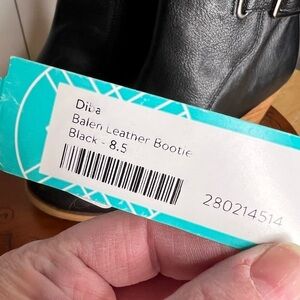 Diba
Balen Leather Bootie
Black - 8.5
280214514